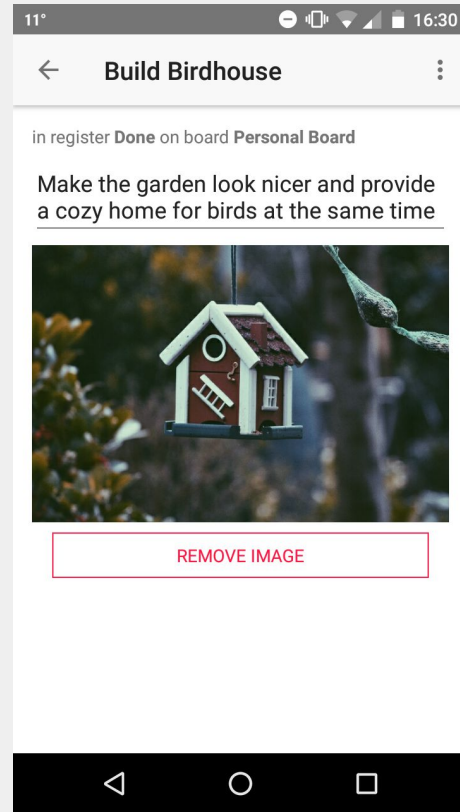 11° 16:30
Build Birdhouse
in register Done on board Personal Board
Make the garden look nicer and provide
a cozy home for birds at the same time
REMOVE IMAGE